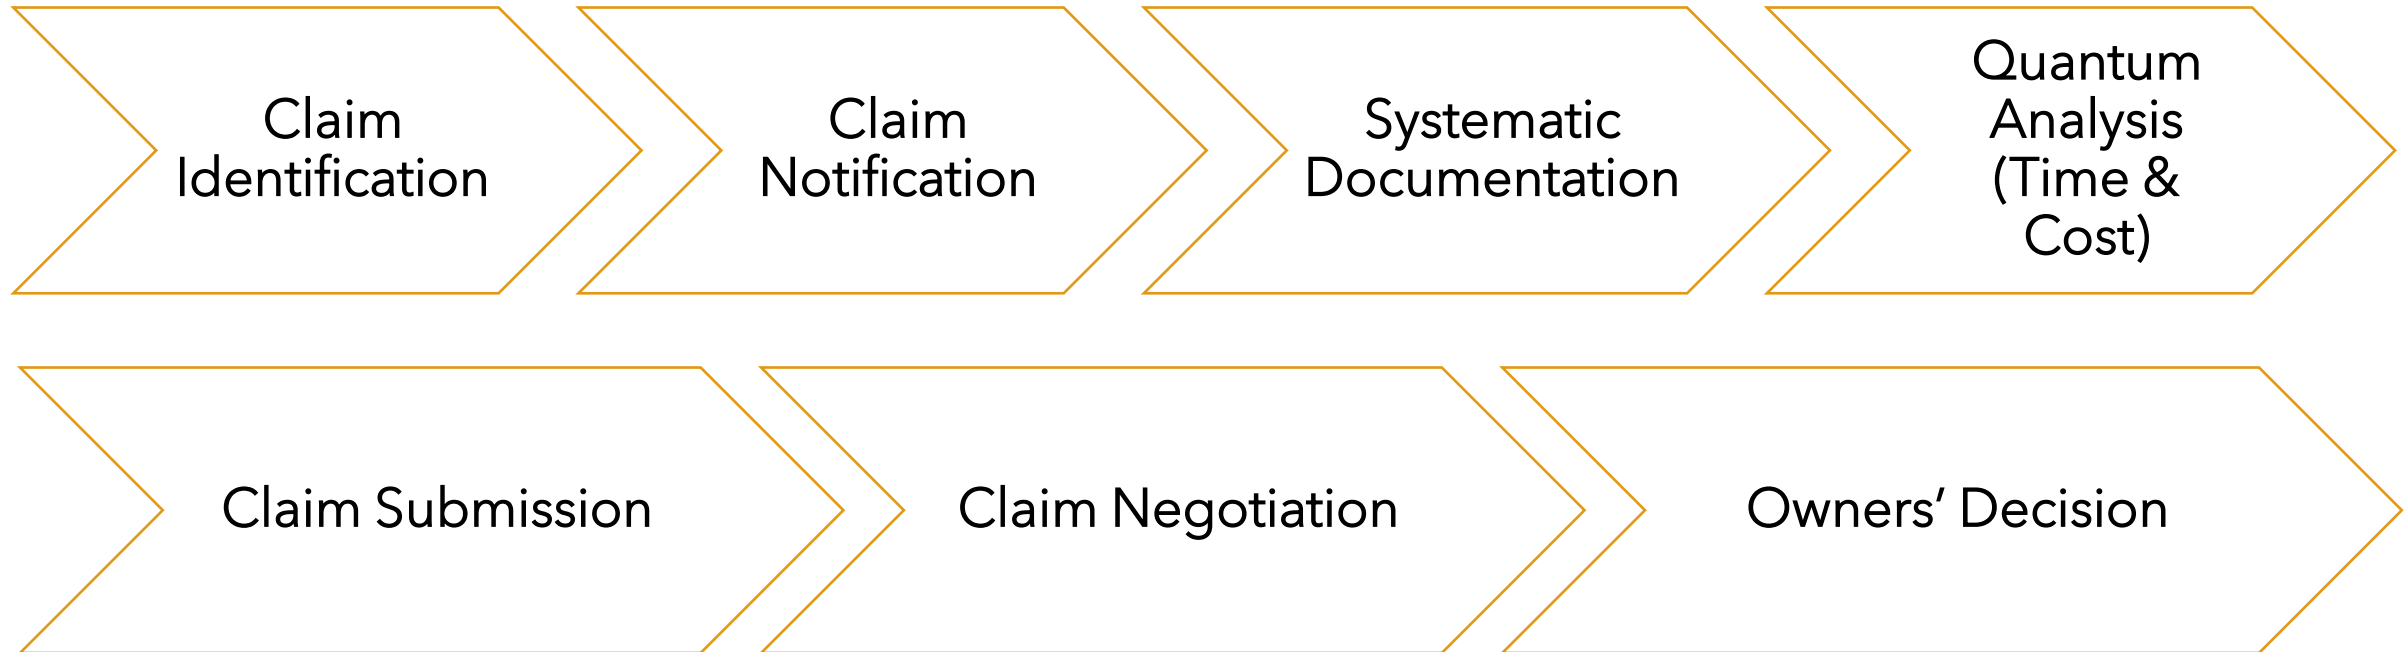 Claim
Identification
Claim
Notification
Systematic
Documentation
Quantum
Analysis
(Time &
Cost)
Claim Submission
Claim Negotiation
Owners’ Decision